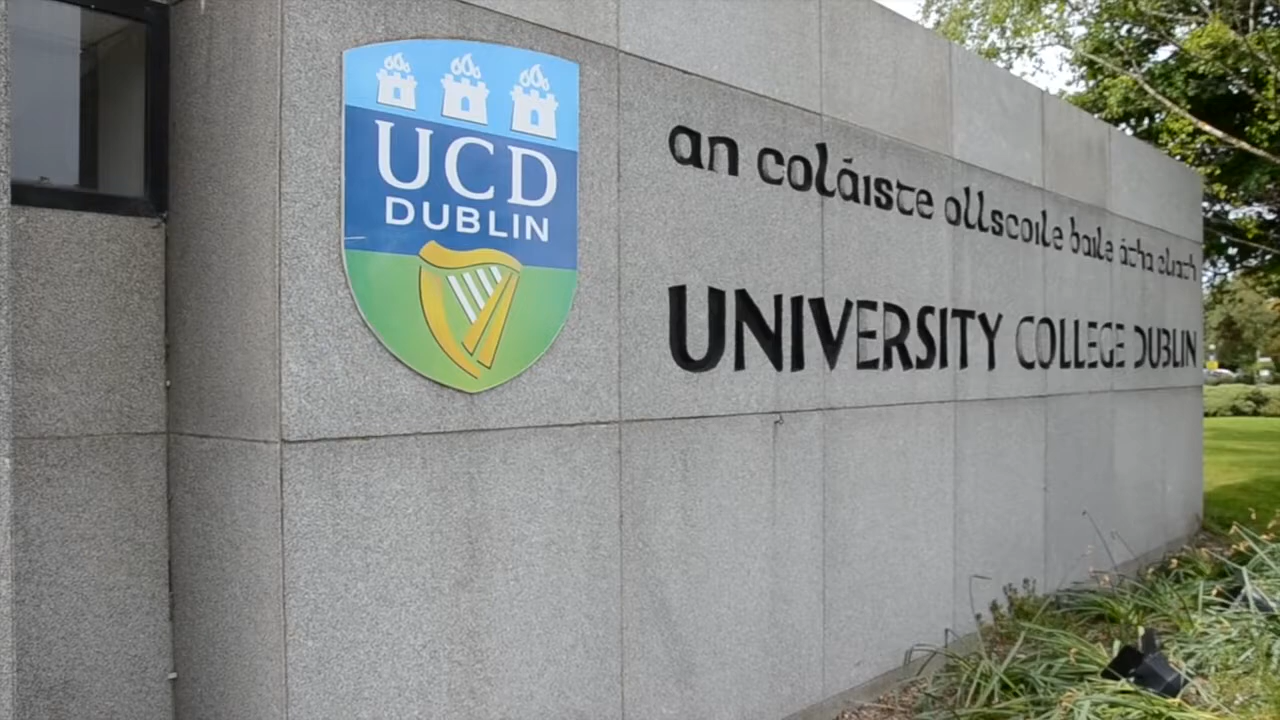 UCD
DUBLIN
an coláiste ollscoile baile átha cliath
UNIVERSITY COLLEGE DUBLIN